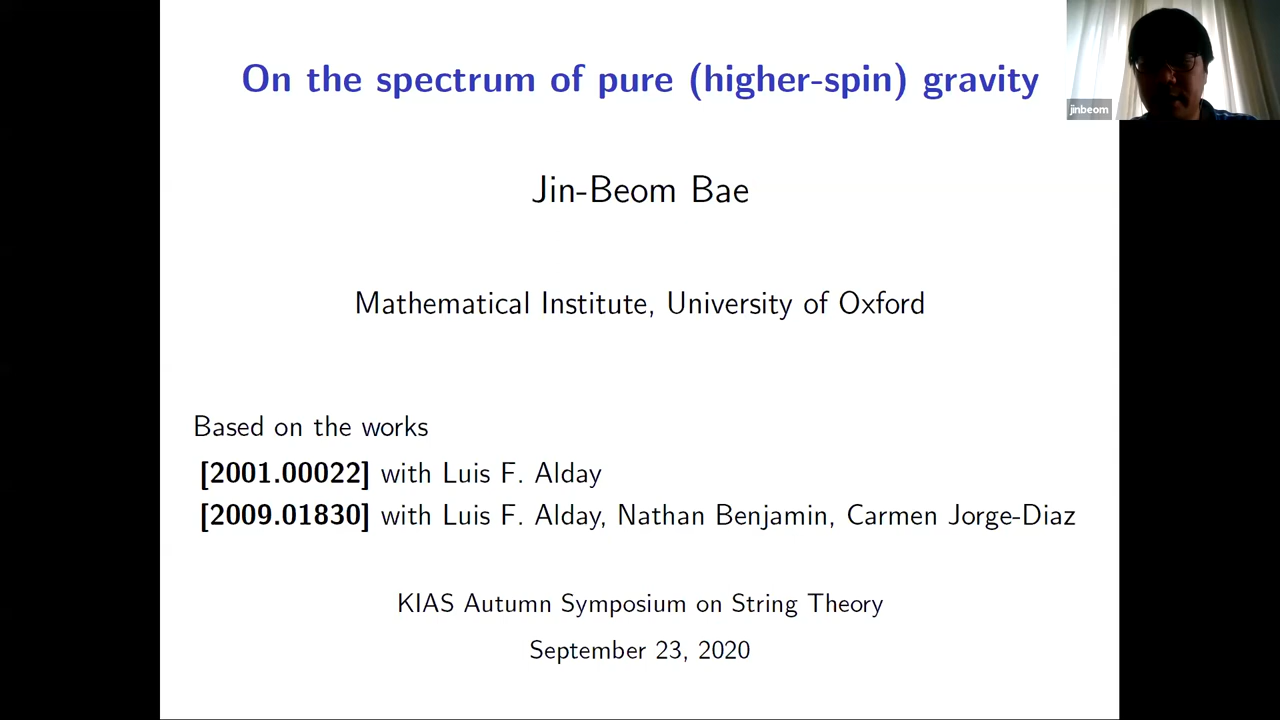 On the spectrum of pure (higher-spin) gravity
jinbeom
Jin-Beom Bae
Mathematical Institute, University of Oxford
Based on the works
[2001.00022] with Luis F. Alday
[2009.01830] with Luis F. Alday, Nathan Benjamin, Carmen Jorge-Diaz
KIAS Autumn Symposium on String Theory
September 23, 2020